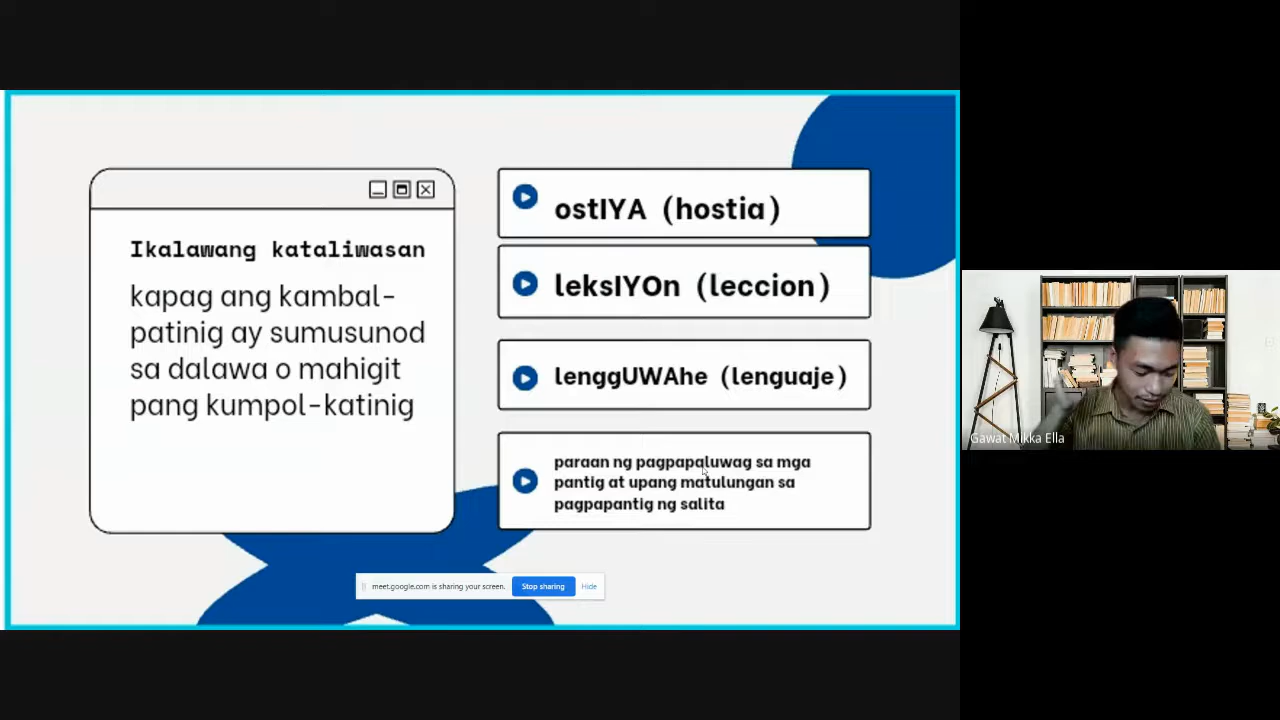 Ikalawang kataliwasan
kapag ang kambal-
patinig ay sumusunod
sa dalawa o mahigit
pang kumpol-katinig
ostIYA (hostia)
leksIYOn (leccion)
lenggUWAhe (lenguaje)
paraan ng pagpapaluwag sa mga
pantig at upang matulungan sa
pagpapantig ng salita
meet.google.com is sharing your screen. Stop sharing Hide
Gawat Mikka Ella